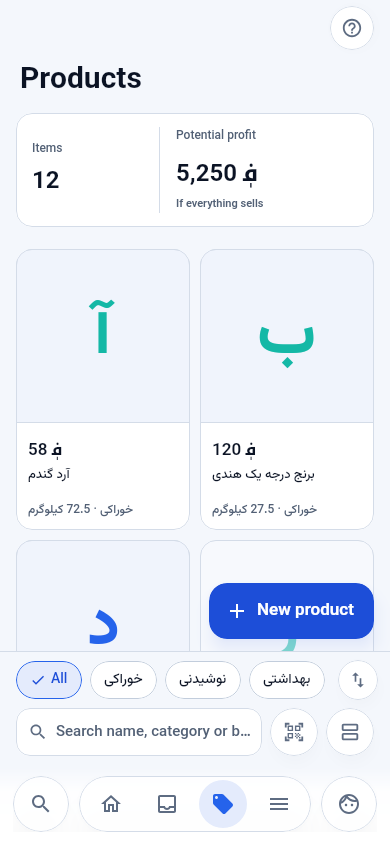 Products
Items
12
Potential profit
5,250 ؋
If everything sells
آ
ب
58 ؋
آرد گندم
خوراکی · 72.5 کیلوگرم
120 ؋
برنج درجه یک هندی
خوراکی · 27.5 کیلوگرم
د
New product
All
خوراکی
نوشیدنی
بهداشتی
Search name, category or b…